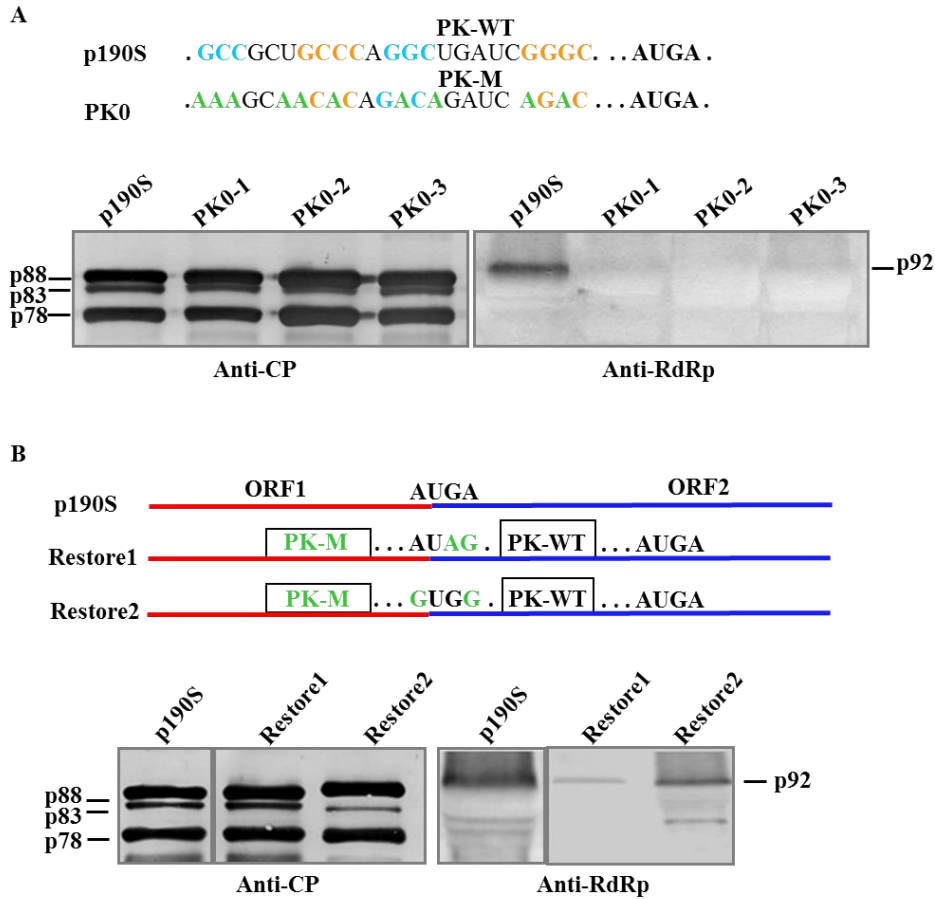 A
PK-WT
p190S .GCCGCUGCCCAGGCUGAUCGGGC...AUGA.
PK-M
PK0 .AAAGCAACACAGACAGAUC AGAC...AUGA.
p190S PK0-1 PK0-2 PK0-3 p190S PK0-1 PK0-2 PK0-3
p88
p83
p78
p92
Anti-CP Anti-RdRp
B
ORF1 AUGA ORF2
p190S
Restore1 PK-M ...AUAG. PK-WT ...AUGA
Restore2 PK-M ...GUGG. PK-WT ...AUGA
p190S Restore1 Restore2 p190S Restore1 Restore2
p88
p83
p78
p92
Anti-CP Anti-RdRp